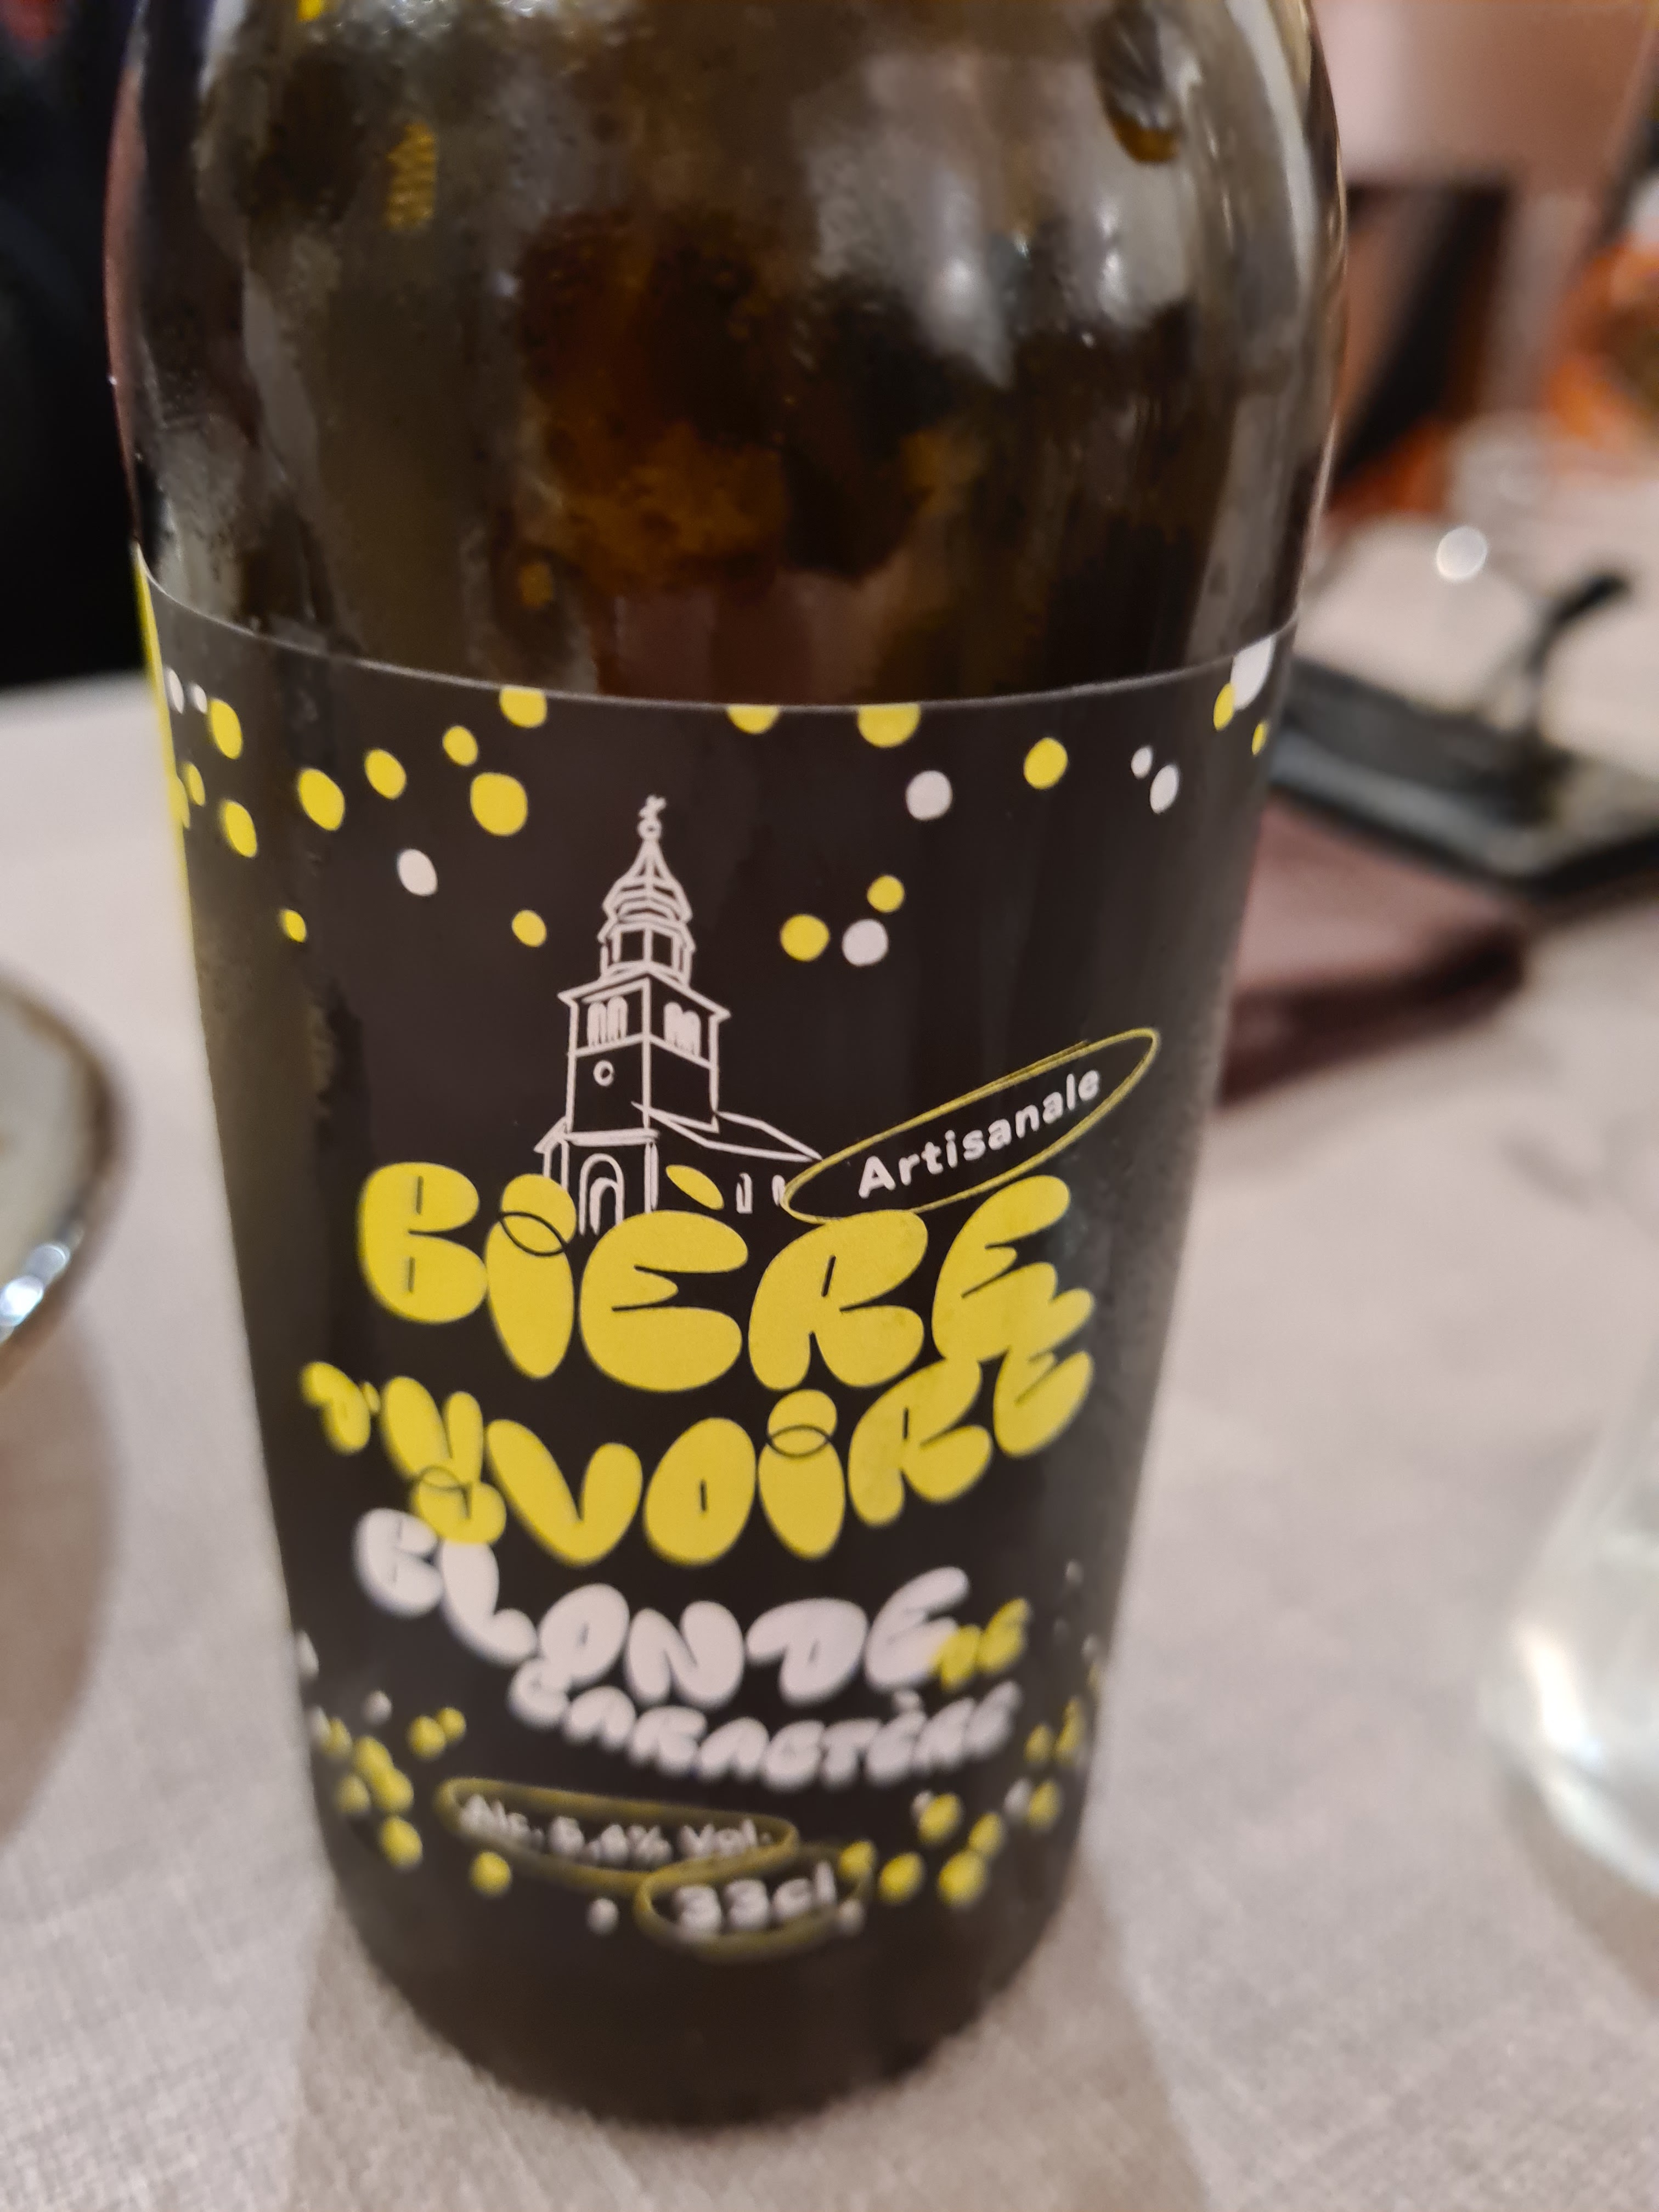 Artisanale
BIÈRE
D'YVOIRE
BLONDE DE
CARACTÈRE
Alc. 5,6% Vol.
33cl